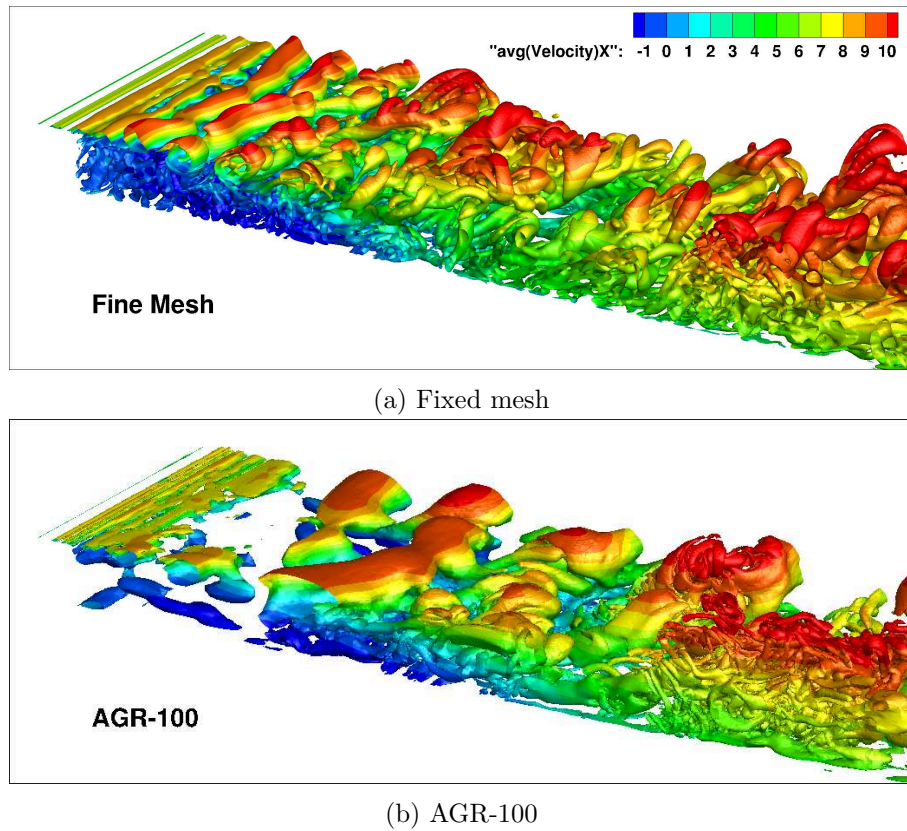 "avg(Velocity)X": -1 0 1 2 3 4 5 6 7 8 9 10
Fine Mesh
(a) Fixed mesh
AGR-100
(b) AGR-100